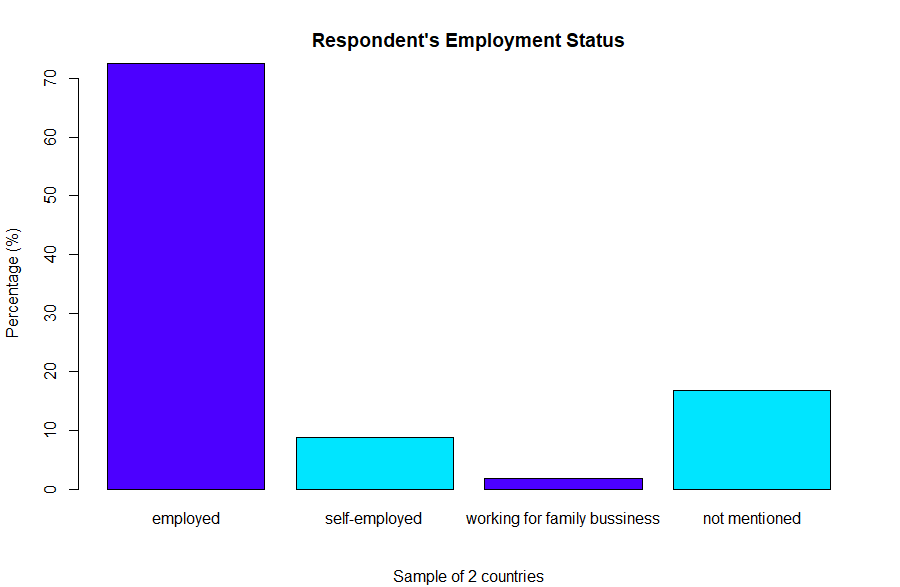 Respondent's Employment Status
Percentage (%)
70
60
50
40
30
20
10
0
employed self-employed working for family bussiness not mentioned
Sample of 2 countries